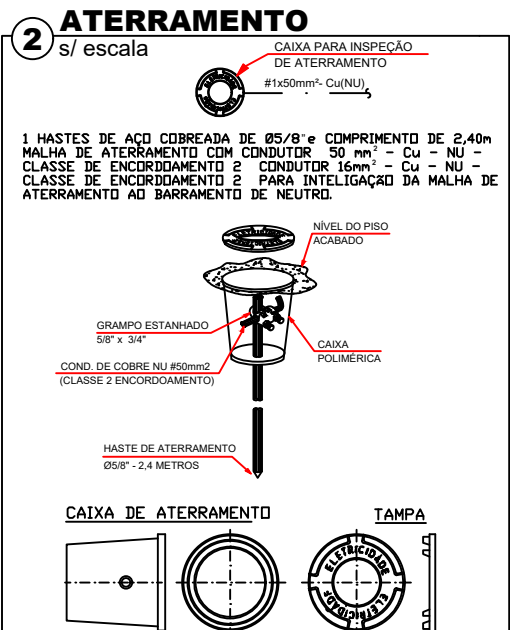 2
ATERRAMENTO
s/ escala
CAIXA PARA INSPEÇÃO
DE ATERRAMENTO
#1x50mm²- Cu(NU)
1 HASTES DE AÇO COBREADA DE Ø5/8"e COMPRIMENTO DE 2,40m
MALHA DE ATERRAMENTO COM CONDUTOR 50 mm² - Cu - NU -
CLASSE DE ENCORDOAMENTO 2 CONDUTOR 16mm² - Cu - NU -
CLASSE DE ENCORDOAMENTO 2 PARA INTELIGAÇÃO DA MALHA DE
ATERRAMENTO AO BARRAMENTO DE NEUTRO.
NÍVEL DO PISO
ACABADO
GRAMPO ESTANHADO
5/8" x 3/4"
CAIXA
POLIMÉRICA
COND. DE COBRE NU #50mm2
(CLASSE 2 ENCORDOAMENTO)
HASTE DE ATERRAMENTO
Ø5/8" - 2,4 METROS
CAIXA DE ATERRAMENTO
TAMPA
ELETRICIDADE
ELETRICIDADE